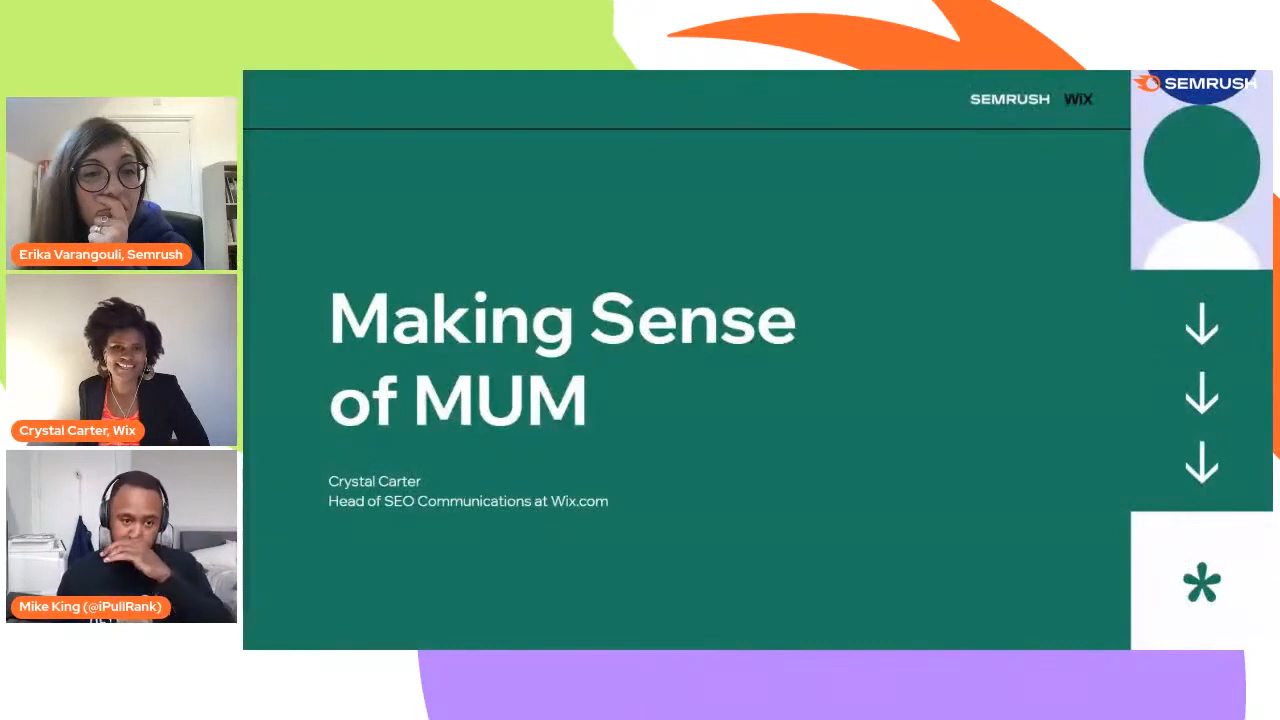 SEMRUSH WiX
SEMRUSH
Erika Varangouli, Semrush
Making Sense
of MUM
Crystal Carter, Wix
Crystal Carter
Head of SEO Communications at Wix.com
*
Mike King (@iPullRank)